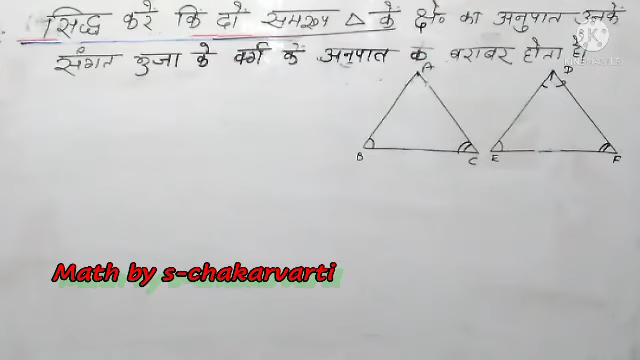 सिद्ध करें कि दो समरूप △ के क्षे० का अनुपात उनके
संगत भुजा के वर्ग के अनुपात के बराबर होता है।
A
D
B
C
E
F
Math by s-chakarvarti